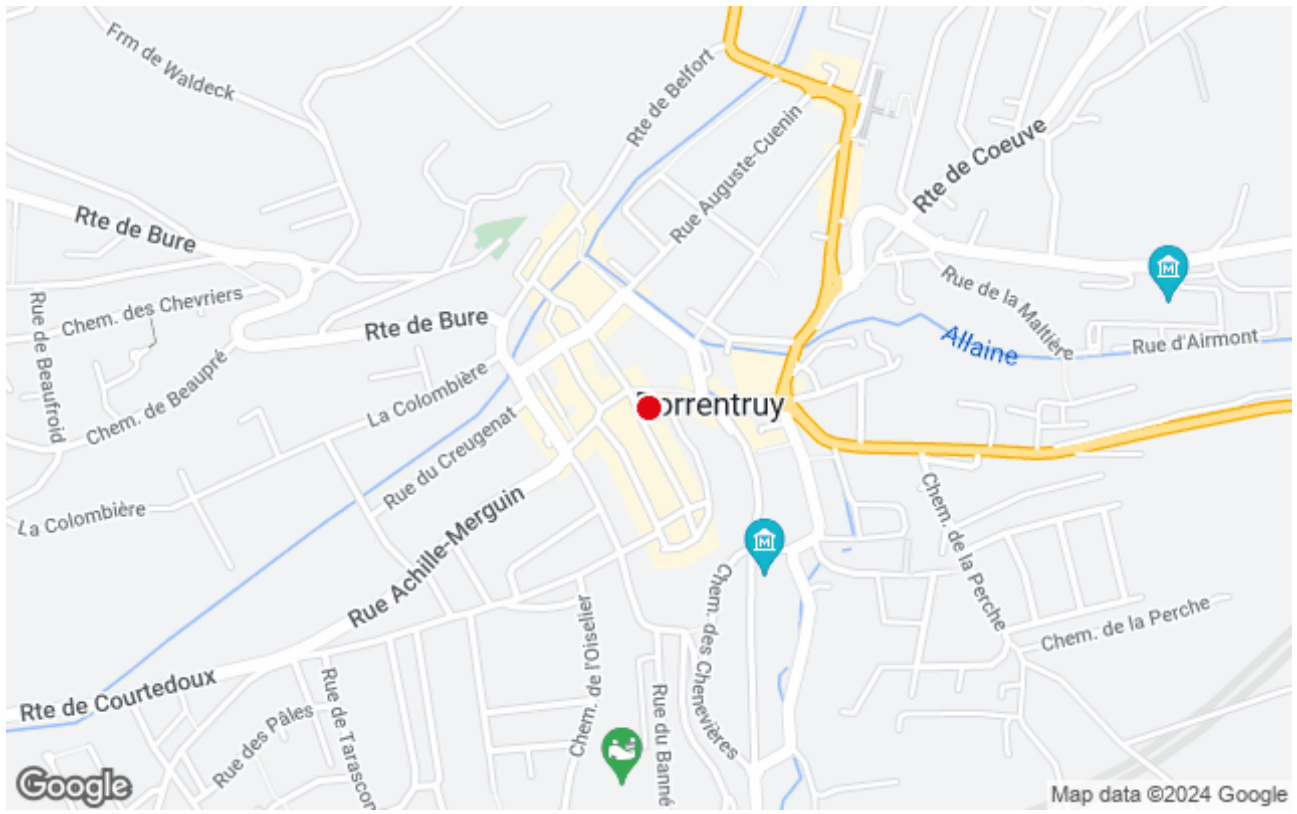 Frm de Waldeck
Rte de Belfort
Rue Auguste-Cuenin
Rte de Coeuve
Rte de Bure
Rue de Beaufroid
Chem. des Chevriers
Rte de Bure
Rue de la Maltière
M
Allaine
Rue d'Airmont
Chem. de Beaupré
La Colombière
Porrentruy
Rue du Creugenat
La Colombière
Rue Achille-Merguin
M
Chem. de la Perche
Chem. de la Perche
Chem. des Chenevières
Chem. de l'Oiselier
Rte de Courtedoux
Rue des Pâles
Rue de Tarascon
Rue du Banné
Google
Map data ©2024 Google